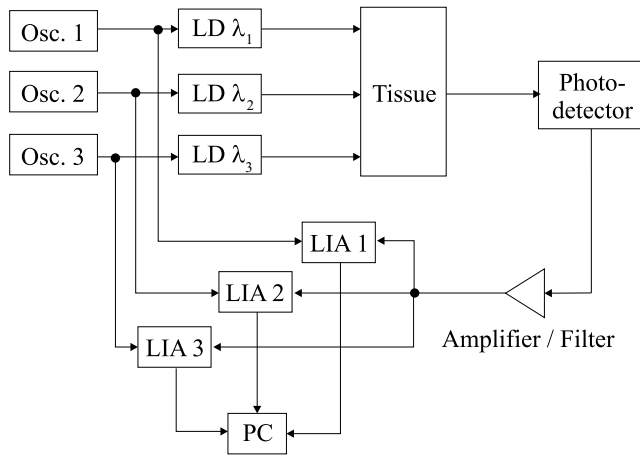 Osc. 1
LD λ1
Osc. 2
LD λ2
Osc. 3
LD λ3
Tissue
Photo-
detector
LIA 1
LIA 2
LIA 3
Amplifier / Filter
PC